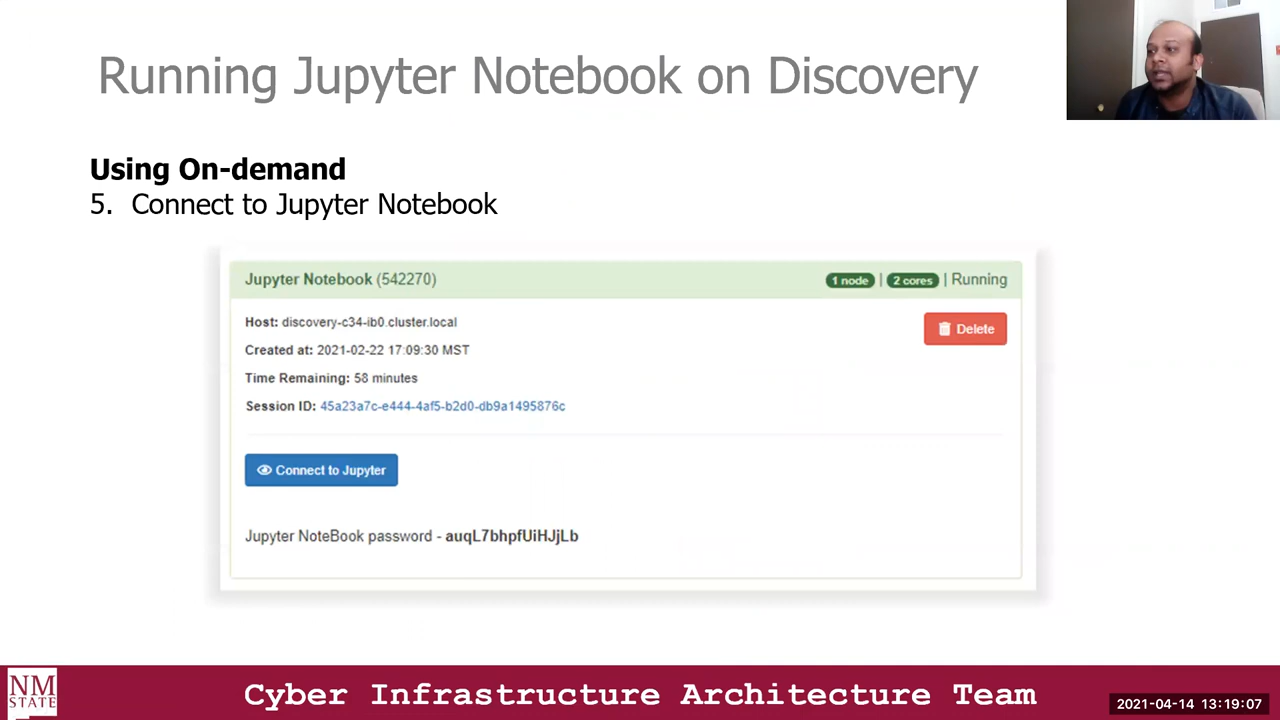 Running Jupyter Notebook on Discovery
Using On-demand
5. Connect to Jupyter Notebook
Jupyter Notebook (542270)
1 node | 2 cores | Running
Host: discovery-c34-ib0.cluster.local
Delete
Created at: 2021-02-22 17:09:30 MST
Time Remaining: 58 minutes
Session ID: 45a23a7c-e444-4af5-b2d0-db9a1495876c
Connect to Jupyter
Jupyter NoteBook password - auqL7bhpfUiHJjLb
NM
STATE
Cyber Infrastructure Architecture Team
2021-04-14 13:19:07